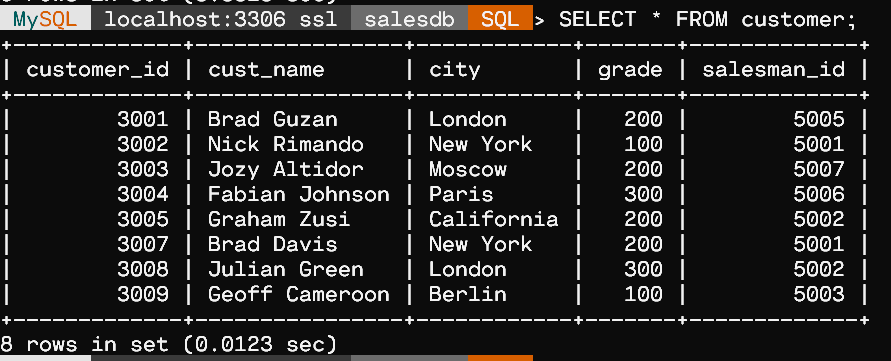 MySQL localhost:3306 ssl salesdb SQL > SELECT * FROM customer;
+-------------+----------------+------------+-------+-------------+
| customer_id | cust_name      | city       | grade | salesman_id |
+-------------+----------------+------------+-------+-------------+
|        3001 | Brad Guzan     | London     |   200 |        5005 |
|        3002 | Nick Rimando   | New York   |   100 |        5001 |
|        3003 | Jozy Altidor   | Moscow     |   200 |        5007 |
|        3004 | Fabian Johnson | Paris      |   300 |        5006 |
|        3005 | Graham Zusi    | California |   200 |        5002 |
|        3007 | Brad Davis     | New York   |   200 |        5001 |
|        3008 | Julian Green   | London     |   300 |        5002 |
|        3009 | Geoff Cameroon | Berlin     |   100 |        5003 |
+-------------+----------------+------------+-------+-------------+
8 rows in set (0.0123 sec)